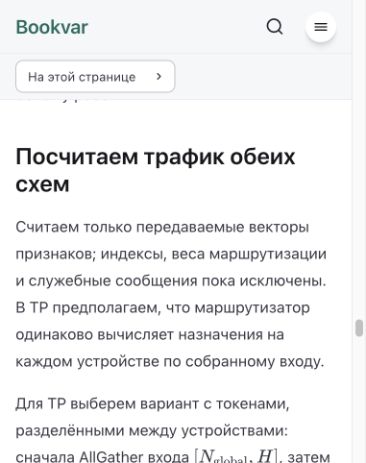 Bookvar
На этой странице
Посчитаем трафик обеих
схем
Считаем только передаваемые векторы
признаков; индексы, веса маршрутизации
и служебные сообщения пока исключены.
В TP предполагаем, что маршрутизатор
одинаково вычисляет назначения на
каждом устройстве по собранному входу.
Для TP выберем вариант с токенами,
разделёнными между устройствами:
сначала AllGather входа [N_global, H], затем